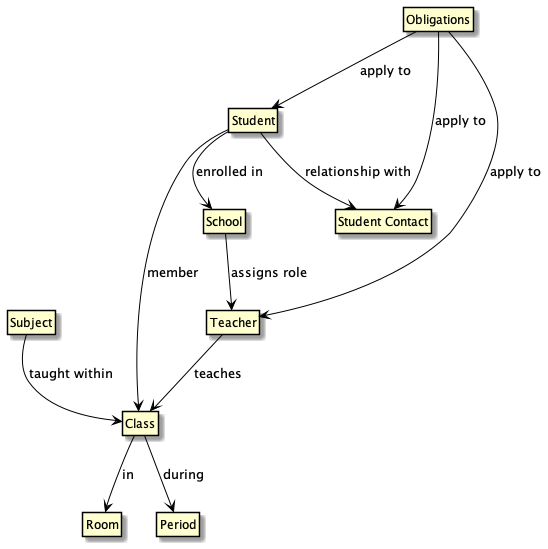 Obligations
apply to
Student
apply to
enrolled in
relationship with
apply to
School
Student Contact
member
assigns role
Subject
Teacher
taught within
teaches
Class
in
during
Room
Period